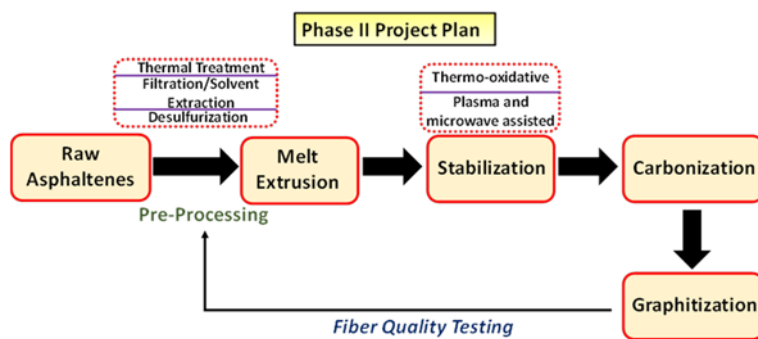 Phase II Project Plan
Thermal Treatment
Filtration/Solvent
Extraction
Desulfurization
Thermo-oxidative
Plasma and
microwave assisted
Raw
Asphaltenes
Melt
Extrusion
Stabilization
Carbonization
Pre-Processing
Graphitization
Fiber Quality Testing